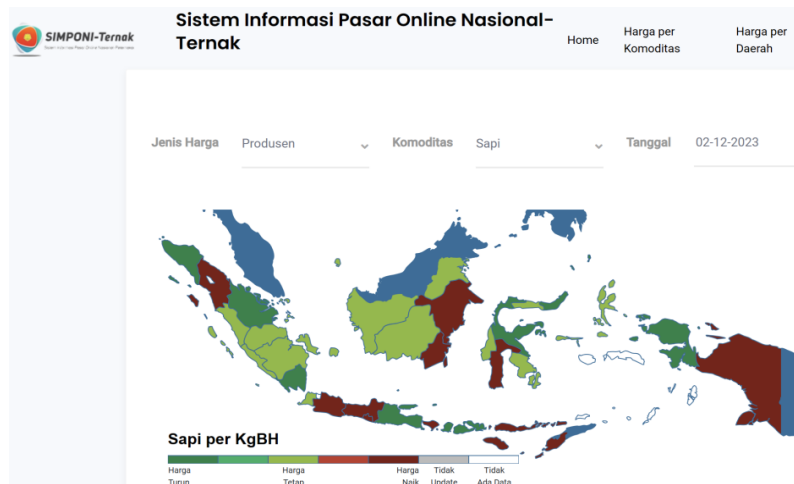 SIMPONI-Ternak
Sistem Informasi Pasar Online Nasional-
Ternak
Home
Harga per
Komoditas
Harga per
Daerah
Jenis Harga Produsen Komoditas Sapi Tanggal 02-12-2023
Sapi per KgBH
Harga Harga Harga Tidak Tidak
Turun Tetap Naik Update Ada Data